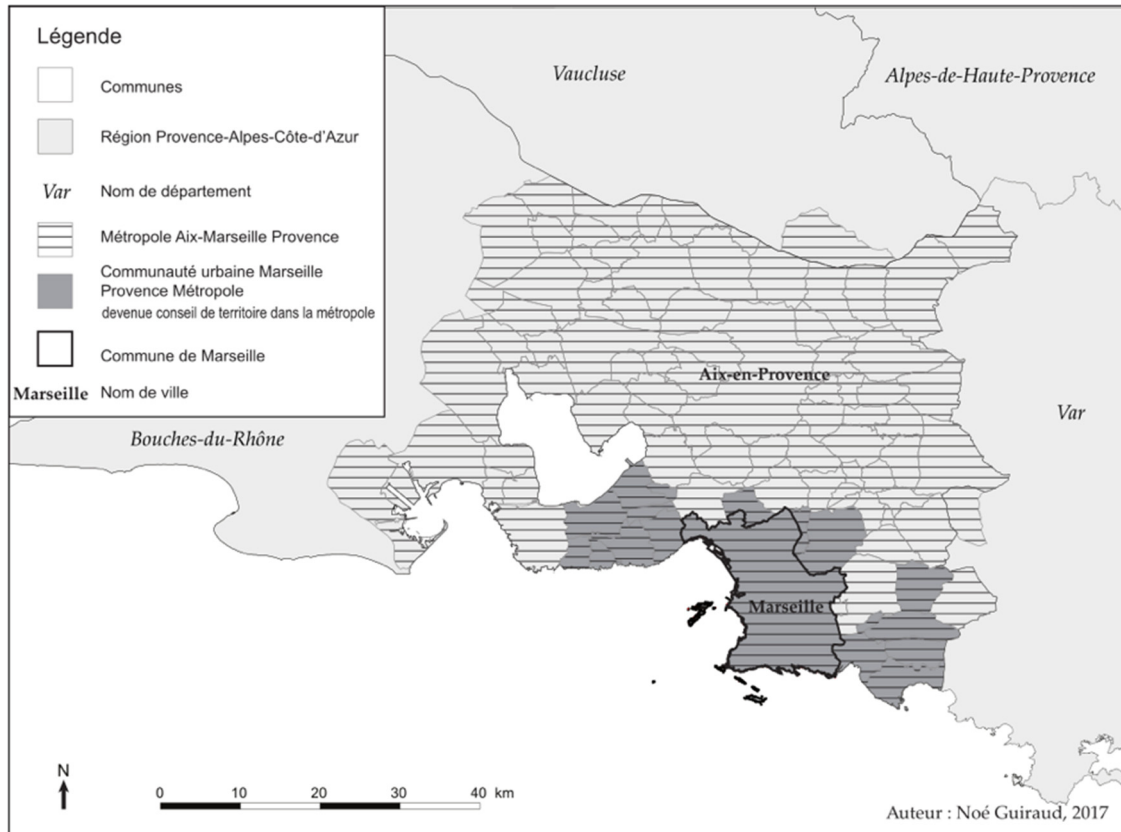 Légende
Communes
Région Provence-Alpes-Côte-d'Azur
Var Nom de département
Métropole Aix-Marseille Provence
Communauté urbaine Marseille
Provence Métropole
devenue conseil de territoire dans la métropole
Commune de Marseille
Marseille Nom de ville
Vaucluse
Alpes-de-Haute-Provence
Aix-en-Provence
Var
Bouches-du-Rhône
Marseille
N
0 10 20 30 40 km
Auteur : Noé Guiraud, 2017